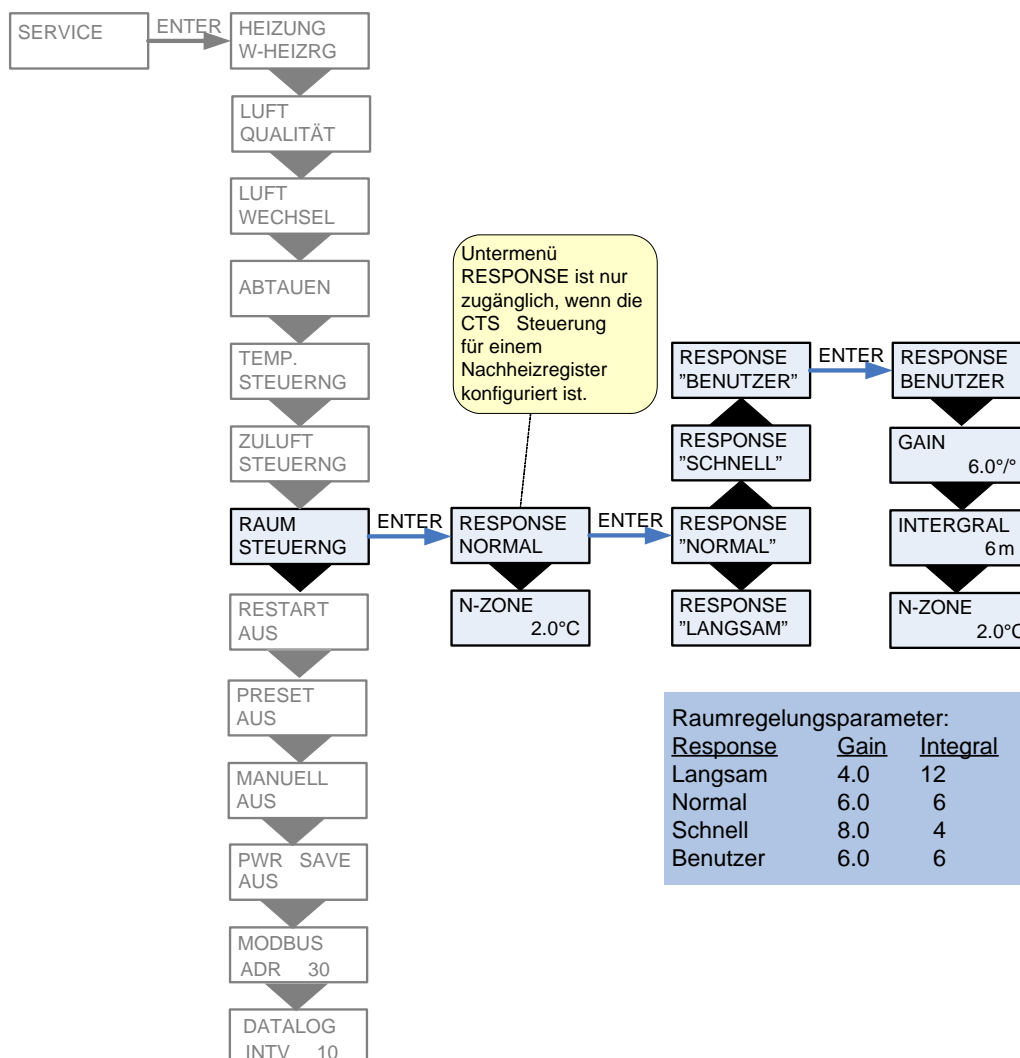 SERVICE
ENTER
HEIZUNG
W-HEIZRG
LUFT
QUALITÄT
LUFT
WECHSEL
ABTAUEN
TEMP.
STEUERNG
ZULUFT
STEUERNG
RAUM
STEUERNG
RESTART
AUS
PRESET
AUS
MANUELL
AUS
PWR SAVE
AUS
MODBUS
ADR 30
DATALOG
INTV 10
ENTER
Untermenü
RESPONSE ist nur
zugänglich, wenn die
CTS Steuerung
für einem
Nachheizregister
konfiguriert ist.
RESPONSE
NORMAL
N-ZONE
2.0°C
ENTER
RESPONSE
”BENUTZER”
RESPONSE
”SCHNELL”
RESPONSE
”NORMAL”
RESPONSE
”LANGSAM”
ENTER
RESPONSE
BENUTZER
GAIN
6.0°/°
INTERGRAL
6m
N-ZONE
2.0°C
Raumregelungsparameter:
Response Gain Integral
Langsam 4.0 12
Normal 6.0 6
Schnell 8.0 4
Benutzer 6.0 6